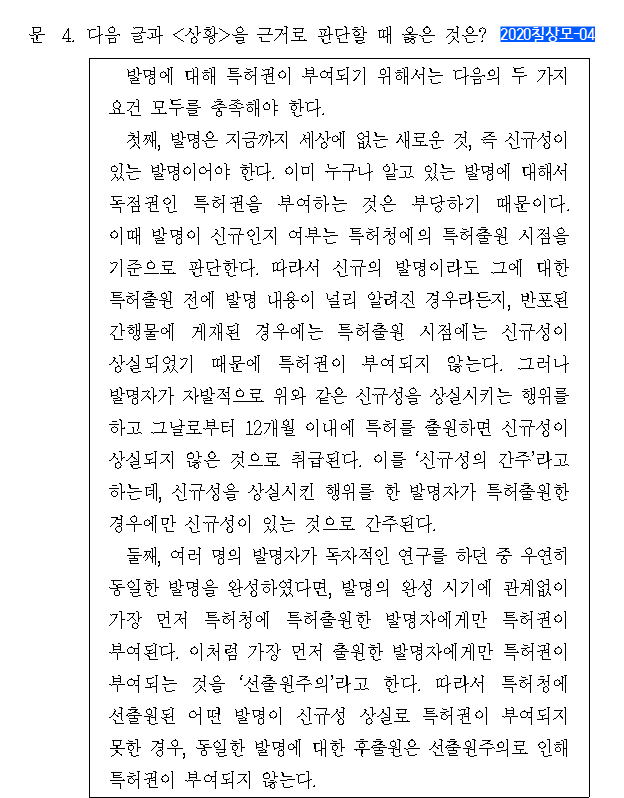 문 4. 다음 글과 <상황>을 근거로 판단할 때 옳은 것은? 2020침상모-04
발명에 대해 특허권이 부여되기 위해서는 다음의 두 가지
요건 모두를 충족해야 한다.
첫째, 발명은 지금까지 세상에 없는 새로운 것, 즉 신규성이
있는 발명이어야 한다. 이미 누구나 알고 있는 발명에 대해서
독점권인 특허권을 부여하는 것은 부당하기 때문이다.
이때 발명이 신규인지 여부는 특허청에의 특허출원 시점을
기준으로 판단한다. 따라서 신규의 발명이라도 그에 대한
특허출원 전에 발명 내용이 널리 알려진 경우라든지, 반포된
간행물에 게재된 경우에는 특허출원 시점에는 신규성이
상실되었기 때문에 특허권이 부여되지 않는다. 그러나
발명자가 자발적으로 위와 같은 신규성을 상실시키는 행위를
하고 그날로부터 12개월 이내에 특허를 출원하면 신규성이
상실되지 않은 것으로 취급된다. 이를 '신규성의 간주'라고
하는데, 신규성을 상실시킨 행위를 한 발명자가 특허출원한
경우에만 신규성이 있는 것으로 간주된다.
둘째, 여러 명의 발명자가 독자적인 연구를 하던 중 우연히
동일한 발명을 완성하였다면, 발명의 완성 시기에 관계없이
가장 먼저 특허청에 특허출원한 발명자에게만 특허권이
부여된다. 이처럼 가장 먼저 출원한 발명자에게만 특허권이
부여되는 것을 '선출원주의'라고 한다. 따라서 특허청에
선출원된 어떤 발명이 신규성 상실로 특허권이 부여되지
못한 경우, 동일한 발명에 대한 후출원은 선출원주의로 인해
특허권이 부여되지 않는다.